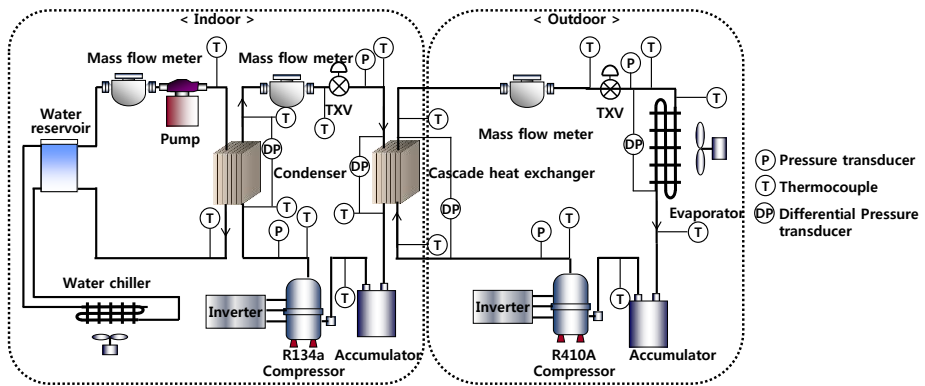 < Indoor >
< Outdoor >
Mass flow meter
T
Mass flow meter
P
T
T
P
T
TXV
TXV
T
Water
reservoir
Pump
T
T
Mass flow meter
T
DP
DP
DP
P Pressure transducer
Condenser
Cascade heat exchanger
T Thermocouple
T
T
T
DP
Evaporator
DP Differential Pressure
transducer
T
T
P
T
P
T
T
Water chiller
T
T
Inverter
Inverter
R134a
Compressor
Accumulator
R410A
Compressor
Accumulator